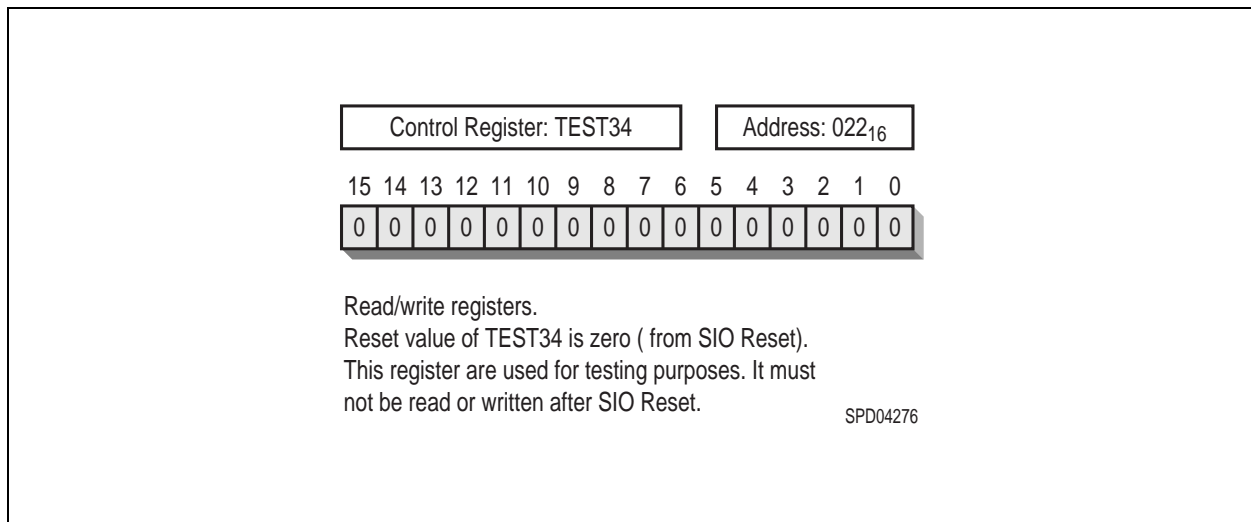 Control Register: TEST34 Address: 022₁₆
15 14 13 12 11 10 9 8 7 6 5 4 3 2 1 0
0 0 0 0 0 0 0 0 0 0 0 0 0 0 0 0
Read/write registers.
Reset value of TEST34 is zero ( from SIO Reset).
This register are used for testing purposes. It must
not be read or written after SIO Reset.
SPD04276